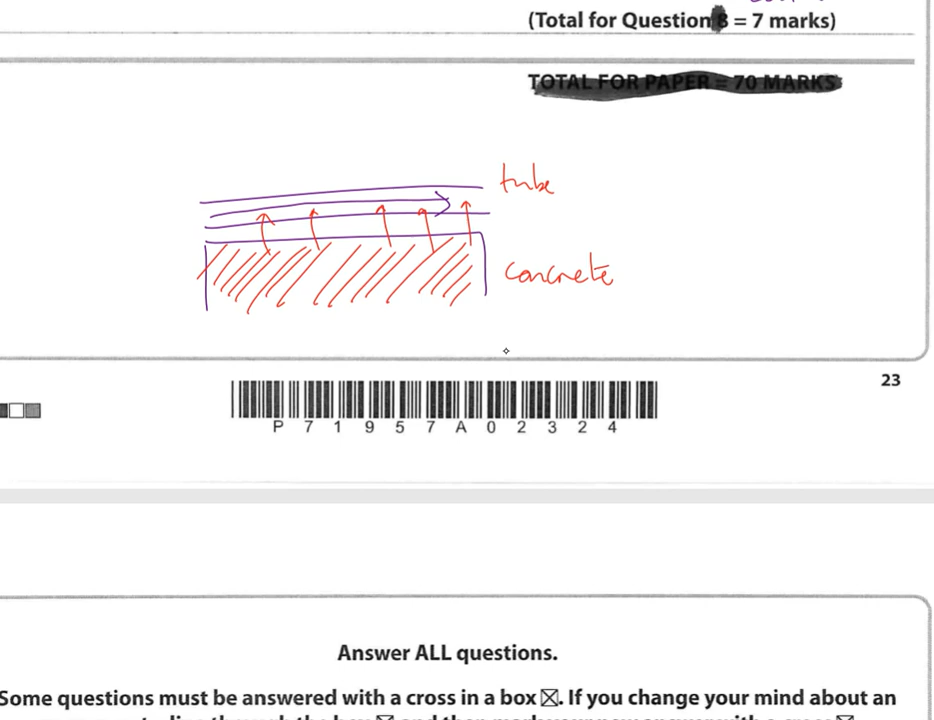 (Total for Question 8 = 7 marks)
TOTAL FOR PAPER = 70 MARKS
tube
concrete
23
P 7 1 9 5 7 A 0 2 3 2 4
Answer ALL questions.
Some questions must be answered with a cross in a box ☒. If you change your mind about an